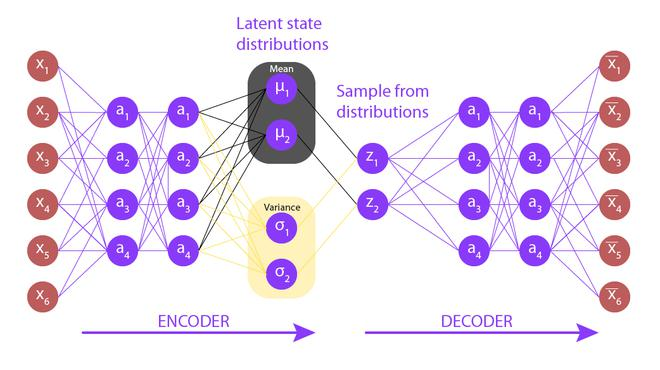 Latent state
distributions
Mean
μ1
μ2
Sample from
distributions
Variance
σ1
σ2
x1
x2
x3
x4
x5
x6
a1
a2
a3
a4
a1
a2
a3
a4
z1
z2
a1
a2
a3
a4
a1
a2
a3
a4
x̅1
x̅2
x̅3
x̅4
x̅5
x̅6
ENCODER
DECODER